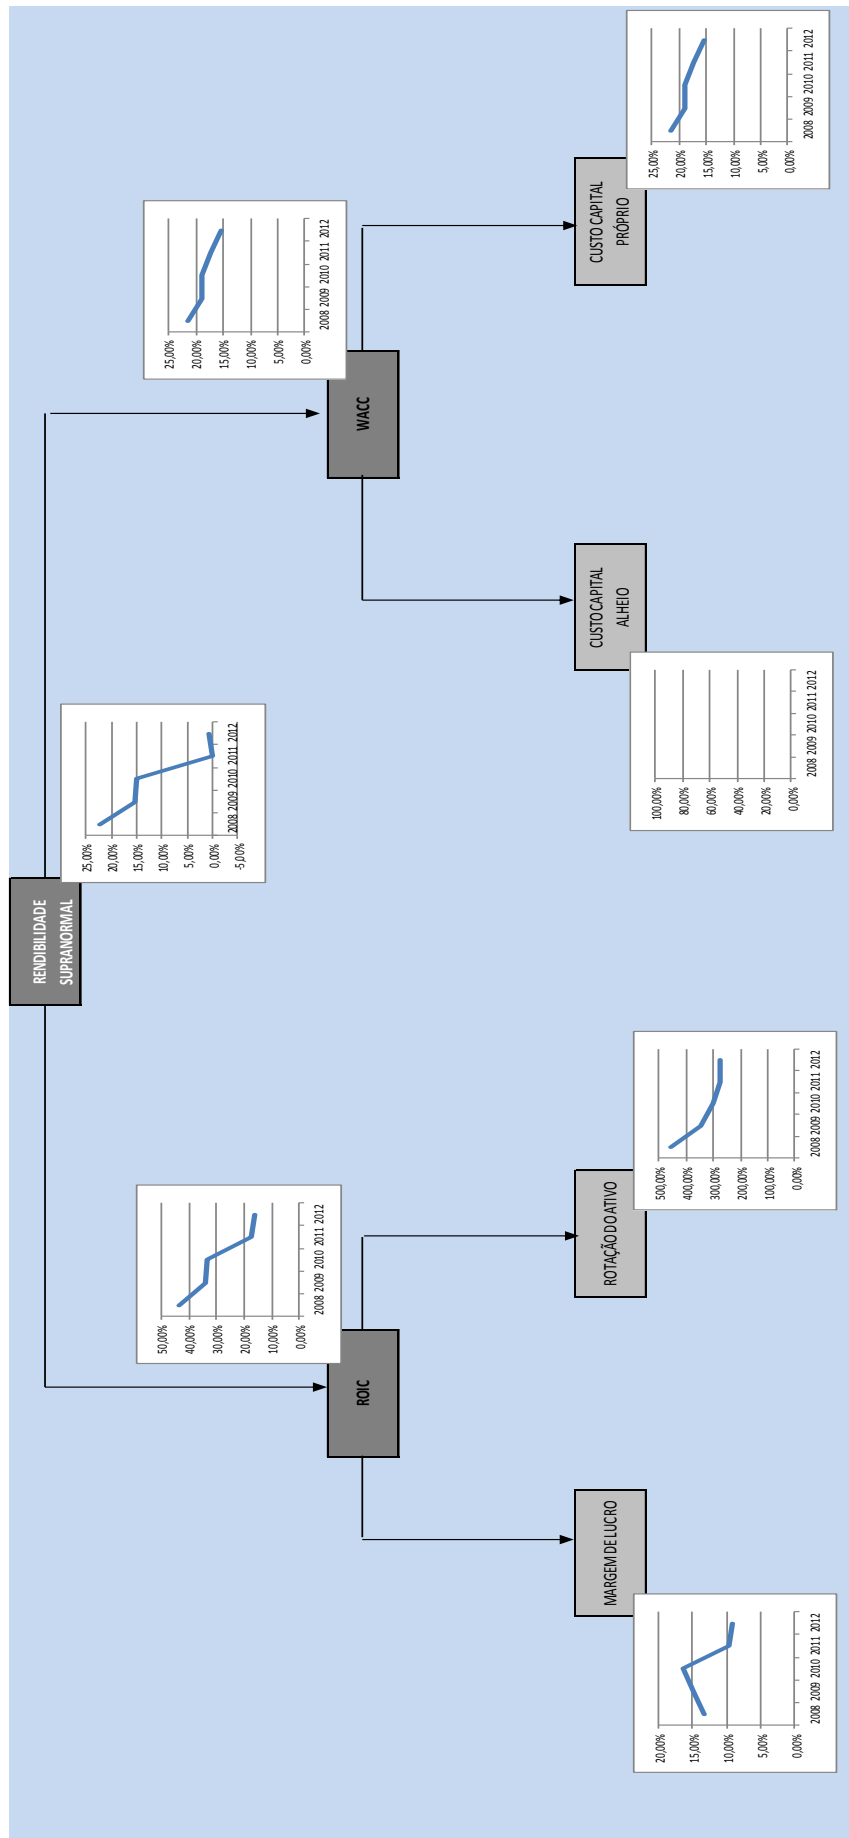 RENDIBILIDADE
SUPRANORMAL
25,00%
20,00%
15,00%
10,00%
5,00%
0,00%
-5,00%
2008 2009 2010 2011 2012
ROIC
50,00%
40,00%
30,00%
20,00%
10,00%
0,00%
2008 2009 2010 2011 2012
WACC
25,00%
20,00%
15,00%
10,00%
5,00%
0,00%
2008 2009 2010 2011 2012
MARGEM DE LUCRO
20,00%
15,00%
10,00%
5,00%
0,00%
2008 2009 2010 2011 2012
ROTAÇÃO DO ATIVO
500,00%
400,00%
300,00%
200,00%
100,00%
0,00%
2008 2009 2010 2011 2012
CUSTO CAPITAL
ALHEIO
100,00%
80,00%
60,00%
40,00%
20,00%
0,00%
2008 2009 2010 2011 2012
CUSTO CAPITAL
PRÓPRIO
25,00%
20,00%
15,00%
10,00%
5,00%
0,00%
2008 2009 2010 2011 2012